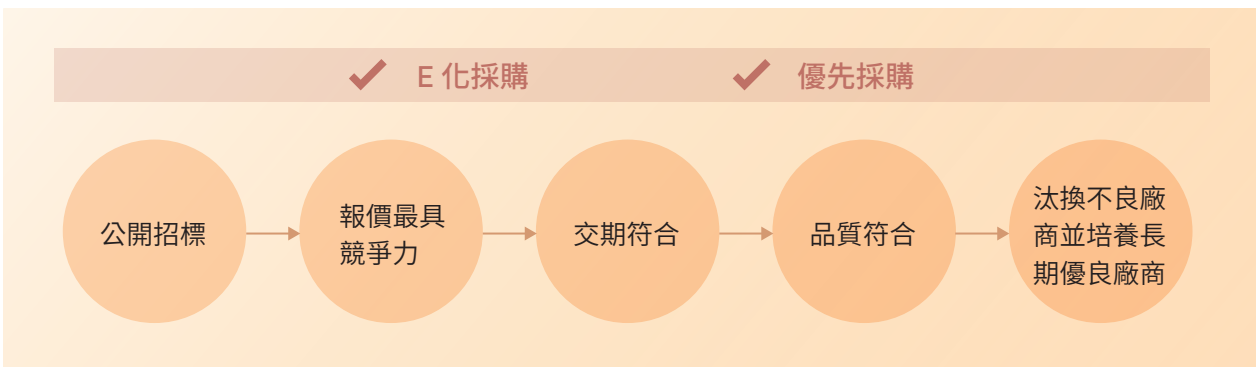 E 化採購
優先採購
公開招標
報價最具
競爭力
交期符合
品質符合
汰換不良廠
商並培養長
期優良廠商